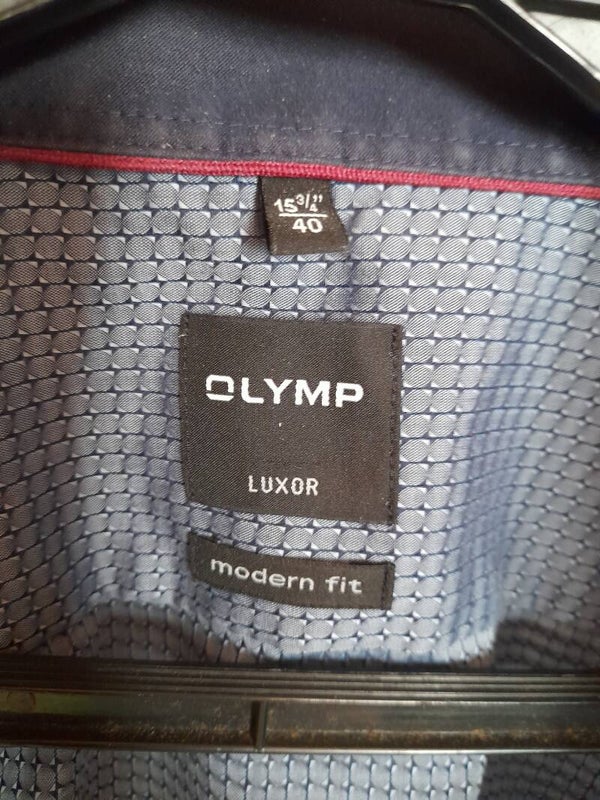 15 3/4"
40
OLYMP
LUXOR
modern fit